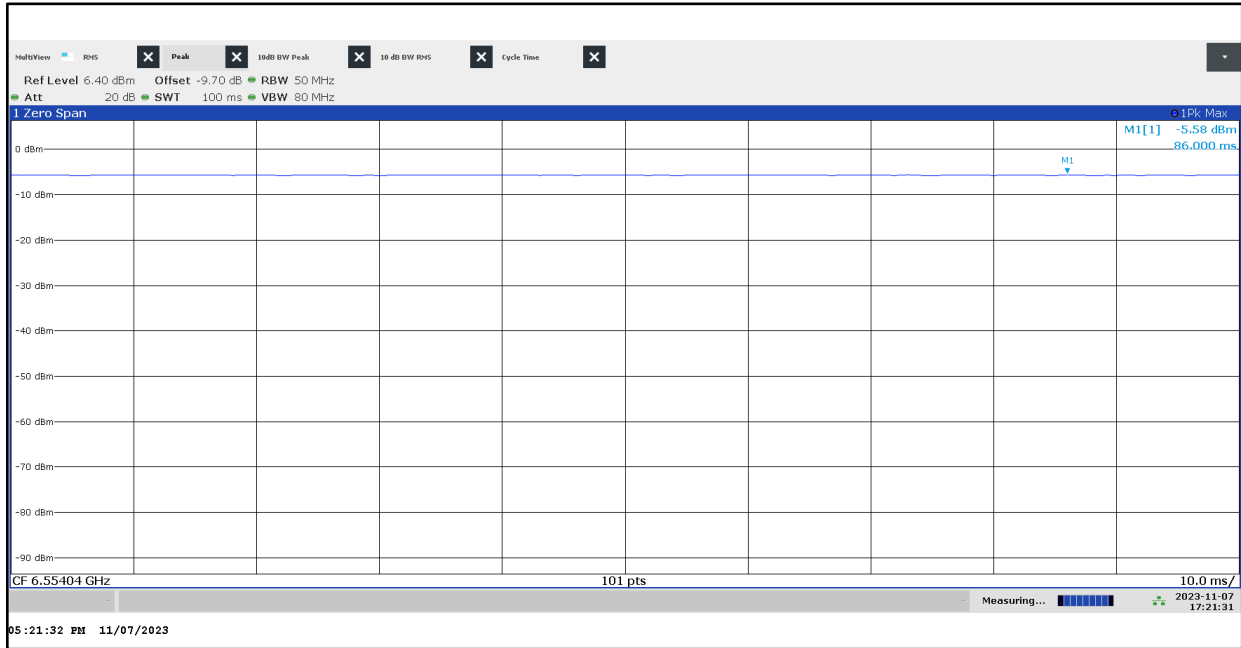 MultiView RMS Peak 10dB BW Peak 10 dB BW RMS Cycle Time
Ref Level 6.40 dBm Offset -9.70 dB RBW 50 MHz
Att 20 dB SWT 100 ms VBW 80 MHz
1 Zero Span 1Pk Max
M1[1] -5.58 dBm
86.000 ms
0 dBm
M1
-10 dBm
-20 dBm
-30 dBm
-40 dBm
-50 dBm
-60 dBm
-70 dBm
-80 dBm
-90 dBm
CF 6.55404 GHz 101 pts 10.0 ms/
Measuring... 2023-11-07
17:21:31
05:21:32 PM 11/07/2023